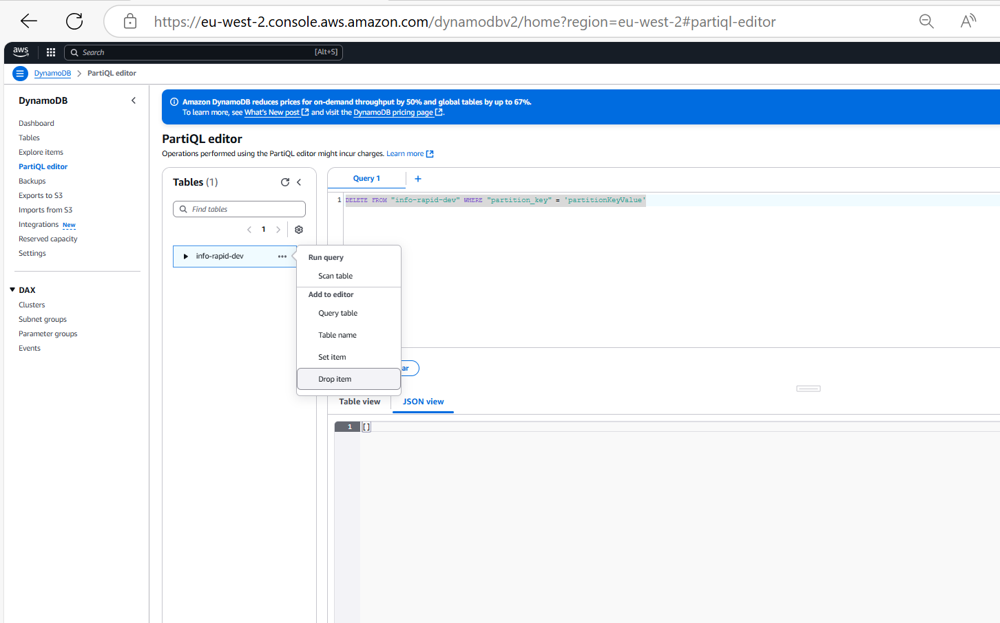 https://eu-west-2.console.aws.amazon.com/dynamodbv2/home?region=eu-west-2#partiql-editor
aws
Search
[Alt+S]
DynamoDB > PartiQL editor
DynamoDB
Dashboard
Tables
Explore items
PartiQL editor
Backups
Exports to S3
Imports from S3
Integrations New
Reserved capacity
Settings
DAX
Clusters
Subnet groups
Parameter groups
Events
Amazon DynamoDB reduces prices for on-demand throughput by 50% and global tables by up to 67%.
To learn more, see What's New post and visit the DynamoDB pricing page.
PartiQL editor
Operations performed using the PartiQL editor might incur charges. Learn more
Tables (1)
Find tables
1
info-rapid-dev
Run query
Scan table
Add to editor
Query table
Table name
Set item
Drop item
Query 1 +
1 DELETE FROM "info-rapid-dev" WHERE "partition_key" = 'partitionKeyValue'
ar
Table view
JSON view
1 []